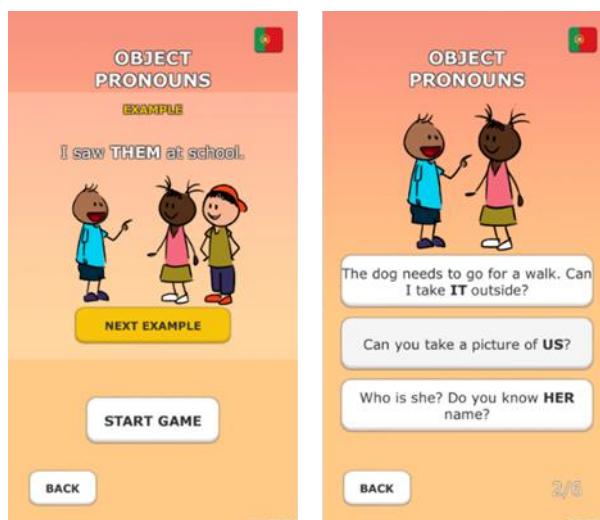 OBJECT
PRONOUNS
EXAMPLE
I saw THEM at school.
NEXT EXAMPLE
START GAME
BACK
OBJECT
PRONOUNS
The dog needs to go for a walk. Can
I take IT outside?
Can you take a picture of US?
Who is she? Do you know HER
name?
BACK
2/6